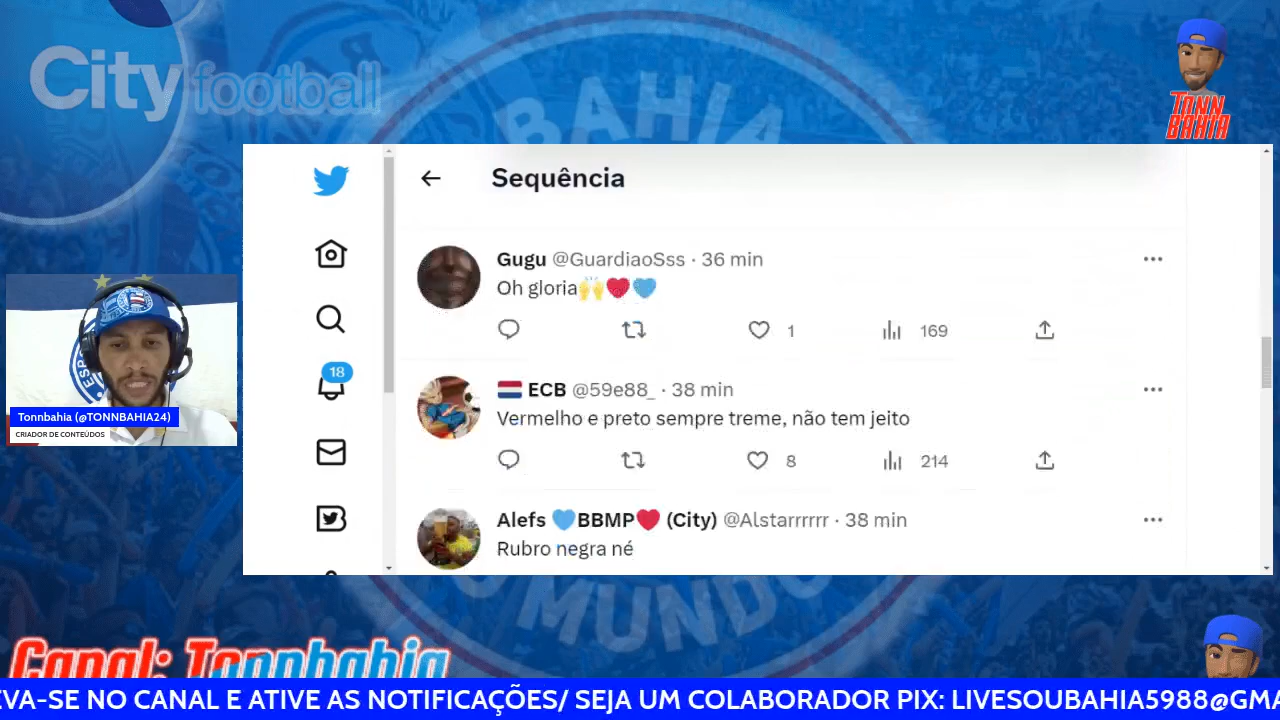 City football
TONN
BAHIA
BAHIA
Sequência
Gugu @GuardiaoSss · 36 min
Oh gloria🙌❤️💙
1
169
18
ECB @59e88_ · 38 min
Vermelho e preto sempre treme, não tem jeito
8
214
Alefs 💙BBMP❤️ (City) @Alstarrrrrr · 38 min
Rubro negra né
Tonnbahia (@TONNBAHIA24)
CRIADOR DE CONTEÚDOS
O MUNDO
Canal: Tonnbahia
EVA-SE NO CANAL E ATIVE AS NOTIFICAÇÕES/ SEJA UM COLABORADOR PIX: LIVESOUBAHIA5988@GMA